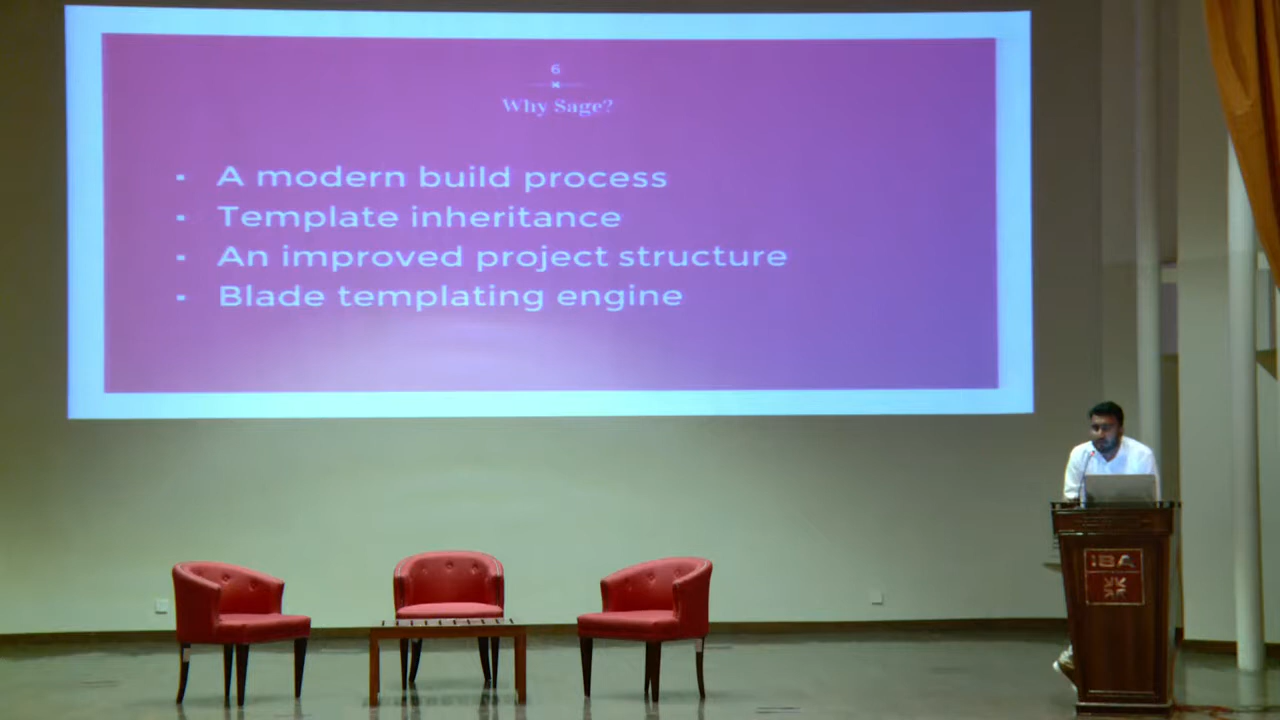 6
Why Sage?
▪ A modern build process
▪ Template inheritance
▪ An improved project structure
▪ Blade templating engine
IBA